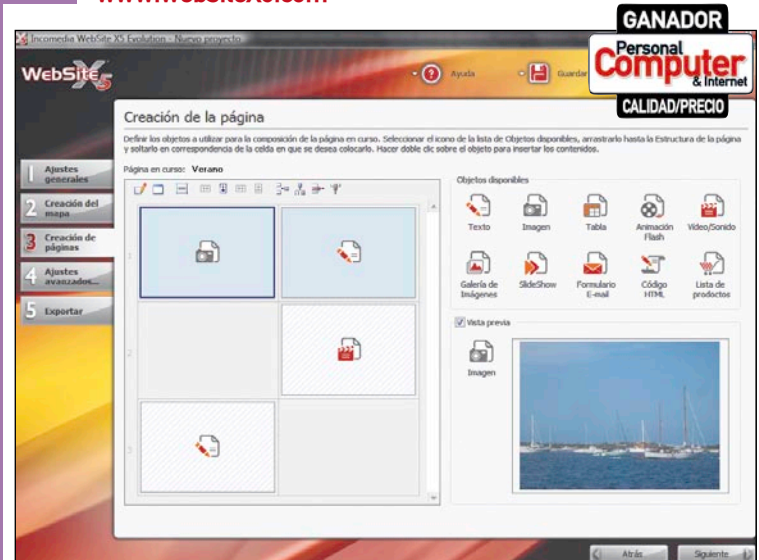 www.WebSiteX5.com
GANADOR
Personal
Computer
& Internet
CALIDAD/PRECIO
Incomedia WebSite X5 Evolution - Nuevo proyecto
WebSite X5
Ayuda
Guardar
Creación de la página
Definir los objetos a utilizar para la composición de la página en curso. Seleccionar el icono de la lista de Objetos disponibles, arrastrarlo hasta la Estructura de la página
y soltarlo en correspondencia de la celda en que se desea colocarlo. Hacer doble clic sobre el objeto para insertar los contenidos.
Página en curso: Verano
1 Ajustes
generales
2 Creación del
mapa
3 Creación de
páginas
4 Ajustes
avanzados...
5 Exportar
1
2
3
Objetos disponibles
Texto
Imagen
Tabla
Animación
Flash
Vídeo/Sonido
Galería de
Imágenes
SlideShow
Formulario
E-mail
Código
HTML
Lista de
productos
Vista previa
Imagen
Atrás
Siguiente